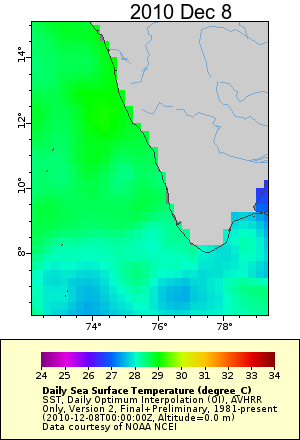 2010 Dec 8
14°
12°
10°
8°
74° 76° 78°
24 25 26 27 28 29 30 31 32 33 34
Daily Sea Surface Temperature (degree_C)
SST, Daily Optimum Interpolation (OI), AVHRR
Only, Version 2, Final+Preliminary, 1981-present
(2010-12-08T00:00:00Z, Altitude=0.0 m)
Data courtesy of NOAA NCEI